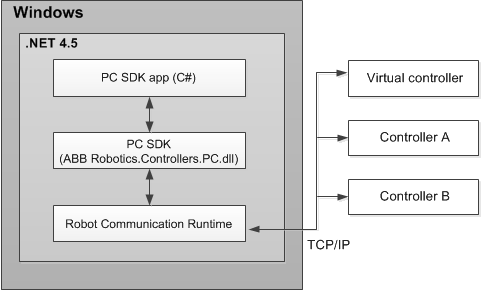 Windows
.NET 4.5
PC SDK app (C#)
PC SDK
(ABB Robotics.Controllers.PC.dll)
Robot Communication Runtime
Virtual controller
Controller A
Controller B
TCP/IP